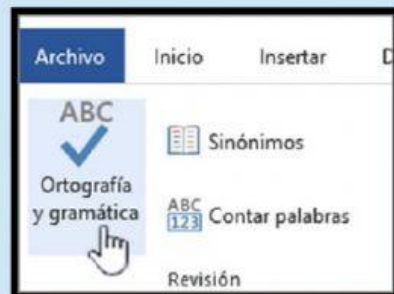 Archivo Inicio Insertar D
ABC
Ortografía
y gramática
Sinónimos
ABC
123 Contar palabras
Revisión